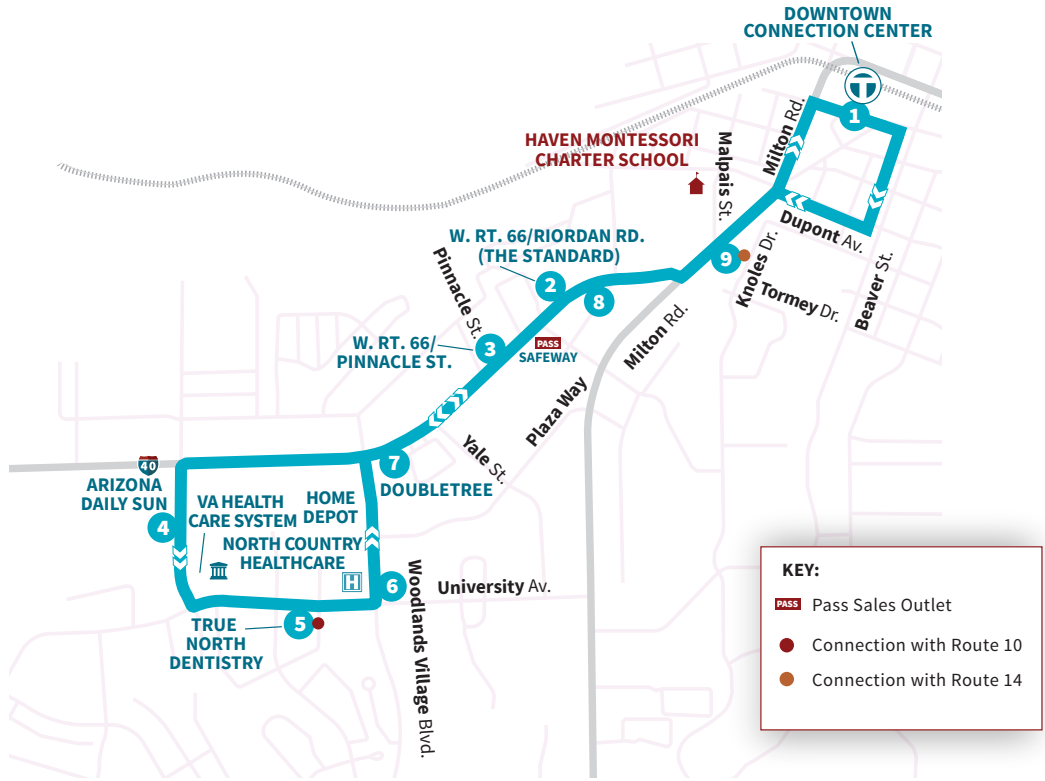 DOWNTOWN
CONNECTION CENTER
1
Milton Rd.
HAVEN MONTESSORI
CHARTER SCHOOL
Malpais St.
Dupont Av.
9
Knoles Dr.
Tormey Dr.
Beaver St.
W. RT. 66/RIORDAN RD.
(THE STANDARD)
2
8
Pinnacle St.
W. RT. 66/
PINNACLE ST.
3
PASS
SAFEWAY
Milton Rd.
Plaza Way
Yale St.
7
DOUBLETREE
40
ARIZONA
DAILY SUN
4
VA HEALTH
CARE SYSTEM
HOME
DEPOT
NORTH COUNTRY
HEALTHCARE
H
6
University Av.
Woodlands Village Blvd.
5
TRUE
NORTH
DENTISTRY
KEY:
PASS Pass Sales Outlet
Connection with Route 10
Connection with Route 14